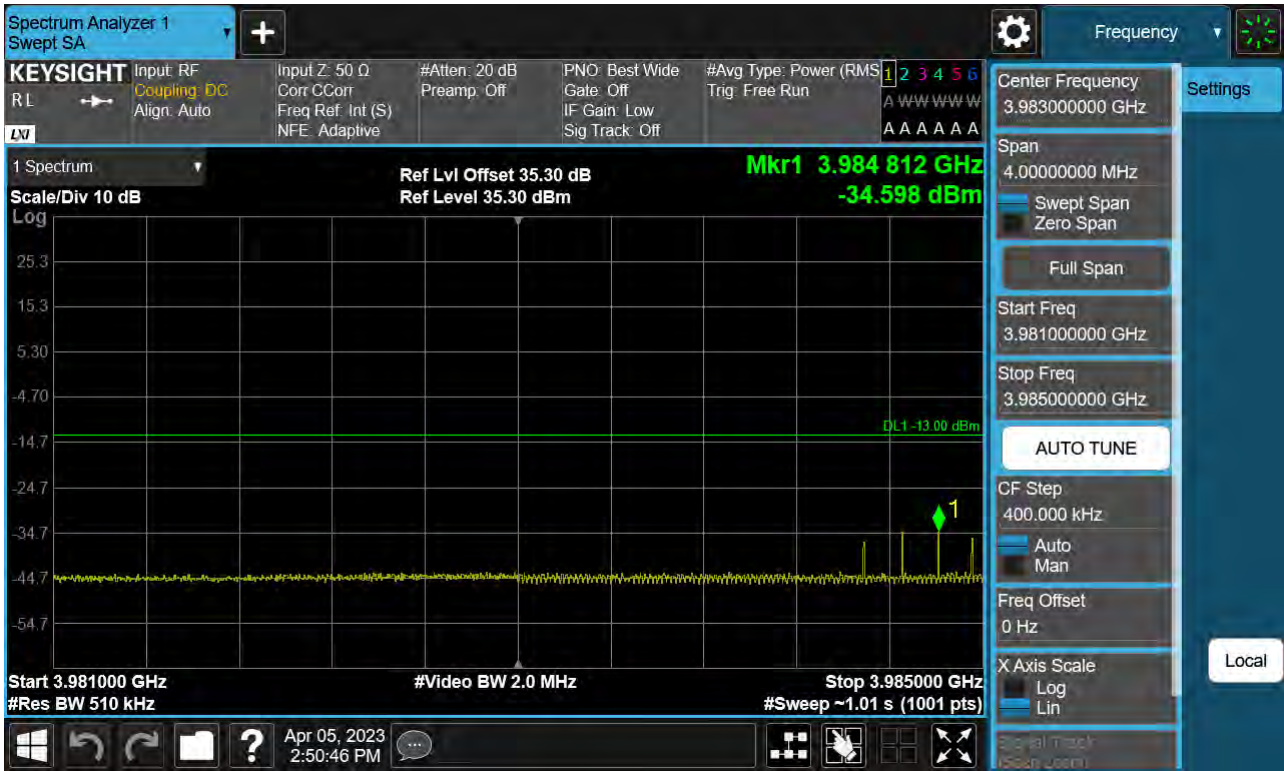 Spectrum Analyzer 1
Swept SA
Frequency
KEYSIGHT
RL
LXI
Input: RF
Coupling: DC
Align: Auto
Input Z: 50 Ω
Corr CCorr
Freq Ref: Int (S)
NFE: Adaptive
#Atten: 20 dB
Preamp: Off
PNO: Best Wide
Gate: Off
IF Gain: Low
Sig Track: Off
#Avg Type: Power (RMS
Trig: Free Run
1 2 3 4 5 6
A W W W W W
A A A A A A
1 Spectrum
Scale/Div 10 dB
Log
Ref Lvl Offset 35.30 dB
Ref Level 35.30 dBm
Mkr1 3.984 812 GHz
-34.598 dBm
25.3
15.3
5.30
-4.70
-14.7
-24.7
-34.7
-44.7
-54.7
DL1 -13.00 dBm
1
Start 3.981000 GHz
#Res BW 510 kHz
#Video BW 2.0 MHz
Stop 3.985000 GHz
#Sweep ~1.01 s (1001 pts)
Center Frequency
3.983000000 GHz
Span
4.00000000 MHz
Swept Span
Zero Span
Full Span
Start Freq
3.981000000 GHz
Stop Freq
3.985000000 GHz
AUTO TUNE
CF Step
400.000 kHz
Auto
Man
Freq Offset
0 Hz
X Axis Scale
Log
Lin
Signal Track
(Span Zoom)
Settings
Local
?
Apr 05, 2023
2:50:46 PM